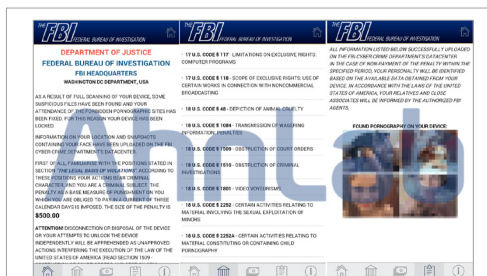 THE FBI FEDERAL BUREAU OF INVESTIGATION
DEPARTMENT OF JUSTICE
FEDERAL BUREAU OF INVESTIGATION
FBI HEADQUARTERS
WASHINGTON DC DEPARTMENT, USA
AS A RESULT OF FULL SCANNING OF YOUR DEVICE, SOME
SUSPICIOUS FILES HAVE BEEN FOUND AND YOUR
ATTENDANCE OF THE FORBIDDEN PORNOGRAPHIC SITES HAS
BEEN FIXED. FOR THIS REASON YOUR DEVICE HAS BEEN
LOCKED.
INFORMATION ON YOUR LOCATION AND SNAPSHOTS
CONTAINING YOUR FACE HAVE BEEN UPLOADED ON THE FBI
CYBER CRIME DEPARTMENT'S DATACENTER.
FIRST OF ALL, FAMILIARISE WITH THE POSITIONS STATED IN
SECTION "THE LEGAL BASIS OF VIOLATIONS". ACCORDING TO
THESE POSITIONS YOUR ACTIONS BEAR CRIMINAL
CHARACTER, AND YOU ARE A CRIMINAL SUBJECT. THE
PENALTY AS A BASE MEASURE OF PUNISHMENT ON YOU
WHICH YOU ARE OBLIGED TO PAY IN A CURRENT OF THREE
CALENDAR DAYS IS IMPOSED. THE SIZE OF THE PENALTY IS
$500.00
ATTENTION! DISCONNECTION OR DISPOSAL OF THE DEVICE
OR YOUR ATTEMPTS TO UNLOCK THE DEVICE
INDEPENDENTLY WILL BE APPREHENDED AS UNAPPROVED
ACTIONS INTERFERING THE EXECUTION OF THE LAW OF THE
UNITED STATES OF AMERICA (READ SECTION 1509 -
THE FBI FEDERAL BUREAU OF INVESTIGATION
- 17 U.S. CODE § 117 - LIMITATIONS ON EXCLUSIVE RIGHTS:
COMPUTER PROGRAMS
- 17 U.S. CODE § 118 - SCOPE OF EXCLUSIVE RIGHTS: USE OF
CERTAIN WORKS IN CONNECTION WITH NONCOMMERCIAL
BROADCASTING
- 18 U.S. CODE § 48 - DEPICTION OF ANIMAL CRUELTY
- 18 U.S. CODE § 1084 - TRANSMISSION OF WAGERING
INFORMATION; PENALTIES
- 18 U.S. CODE § 1509 - OBSTRUCTION OF COURT ORDERS
- 18 U.S. CODE § 1510 - OBSTRUCTION OF CRIMINAL
INVESTIGATIONS
- 18 U.S. CODE § 1801 - VIDEO VOYEURISM
- 18 U.S. CODE § 2252 - CERTAIN ACTIVITIES RELATING TO
MATERIAL INVOLVING THE SEXUAL EXPLOITATION OF
MINORS
- 18 U.S. CODE § 2252A - CERTAIN ACTIVITIES RELATING TO
MATERIAL CONSTITUTING OR CONTAINING CHILD
PORNOGRAPHY
THE FBI FEDERAL BUREAU OF INVESTIGATION
ALL INFORMATION LISTED BELOW SUCCESSFULLY UPLOADED
ON THE FBI CYBER CRIME DEPARTMENT'S DATACENTER.
IN THE CASE OF NON-PAYMENT OF THE PENALTY WITHIN THE
SPECIFIED PERIOD, YOUR PERSONAL WILL BE IDENTIFIED
BASED ON THE AVAILABLE DATA OBTAINED FROM YOUR
DEVICE. IN ACCORDANCE WITH THE LAWS OF THE UNITED
STATES OF AMERICA, YOUR RELATIVES AND CLOSE
ASSOCIATES WILL BE INFORMED BY THE AUTHORIZED FBI
AGENTS.
FOUND PORNOGRAPHY ON YOUR DEVICE:
AhnLab